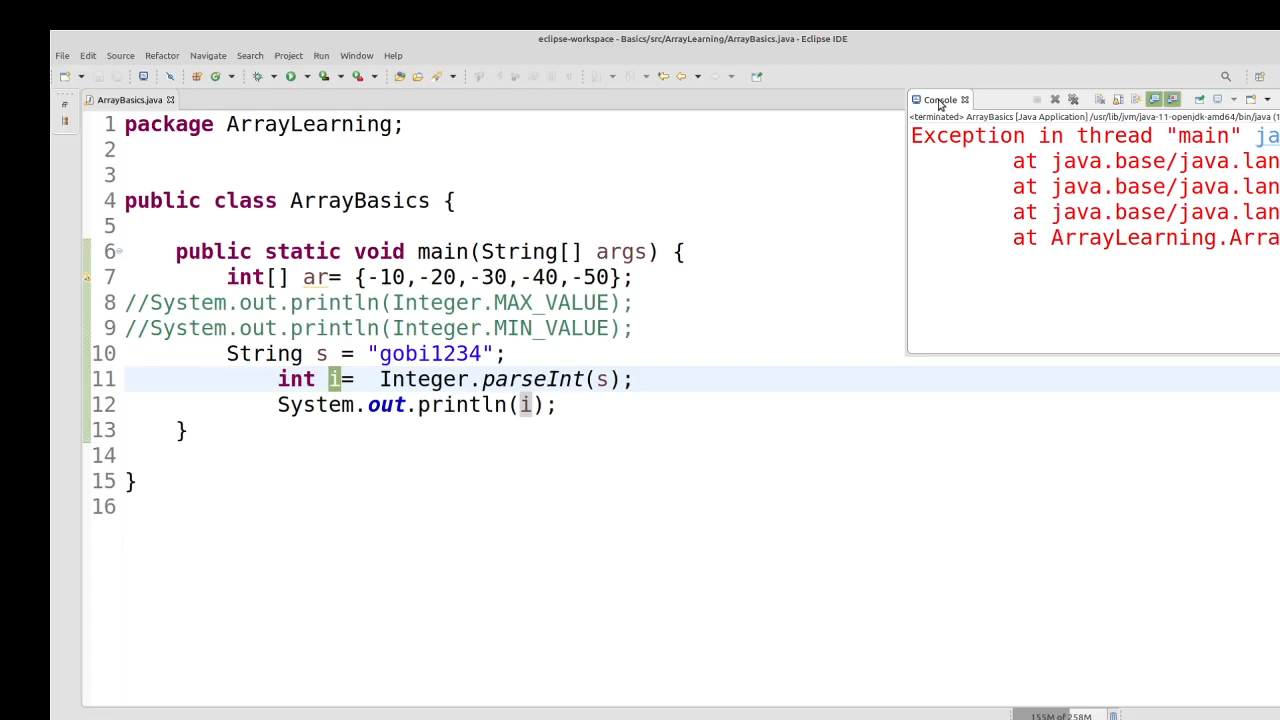 eclipse-workspace - Basics/src/ArrayLearning/ArrayBasics.java - Eclipse IDE
File Edit Source Refactor Navigate Search Project Run Window Help
ArrayBasics.java
Console
<terminated> ArrayBasics [Java Application] /usr/lib/jvm/java-11-openjdk-amd64/bin/java (1
Exception in thread "main" ja
at java.base/java.lan
at java.base/java.lan
at java.base/java.lan
at ArrayLearning.Arra
1 package ArrayLearning;
2
3
4 public class ArrayBasics {
5
6 public static void main(String[] args) {
7 int[] ar= {-10,-20,-30,-40,-50};
8 //System.out.println(Integer.MAX_VALUE);
9 //System.out.println(Integer.MIN_VALUE);
10 String s = "gobi1234";
11 int i= Integer.parseInt(s);
12 System.out.println(i);
13 }
14
15 }
16
155M of 258M